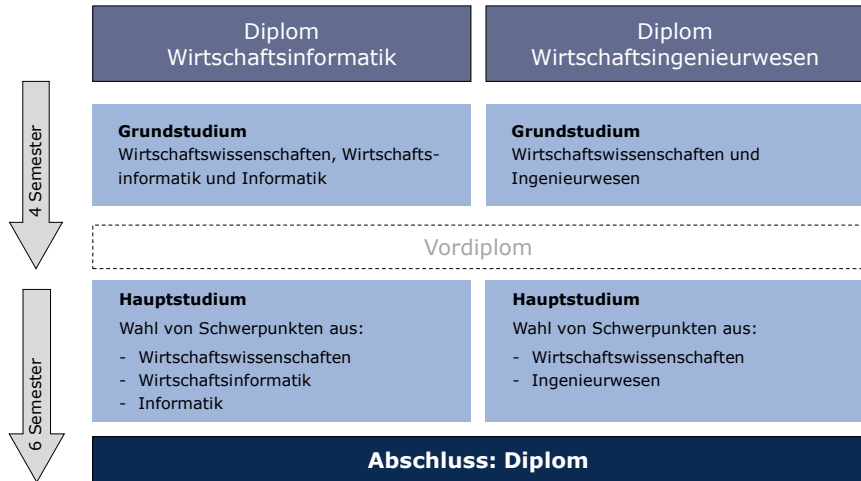 Diplom
Wirtschaftsinformatik
Diplom
Wirtschaftsingenieurwesen
4 Semester
Grundstudium
Wirtschaftswissenschaften, Wirtschafts-
informatik und Informatik
Grundstudium
Wirtschaftswissenschaften und
Ingenieurwesen
Vordiplom
6 Semester
Hauptstudium
Wahl von Schwerpunkten aus:
- Wirtschaftswissenschaften
- Wirtschaftsinformatik
- Informatik
Hauptstudium
Wahl von Schwerpunkten aus:
- Wirtschaftswissenschaften
- Ingenieurwesen
Abschluss: Diplom